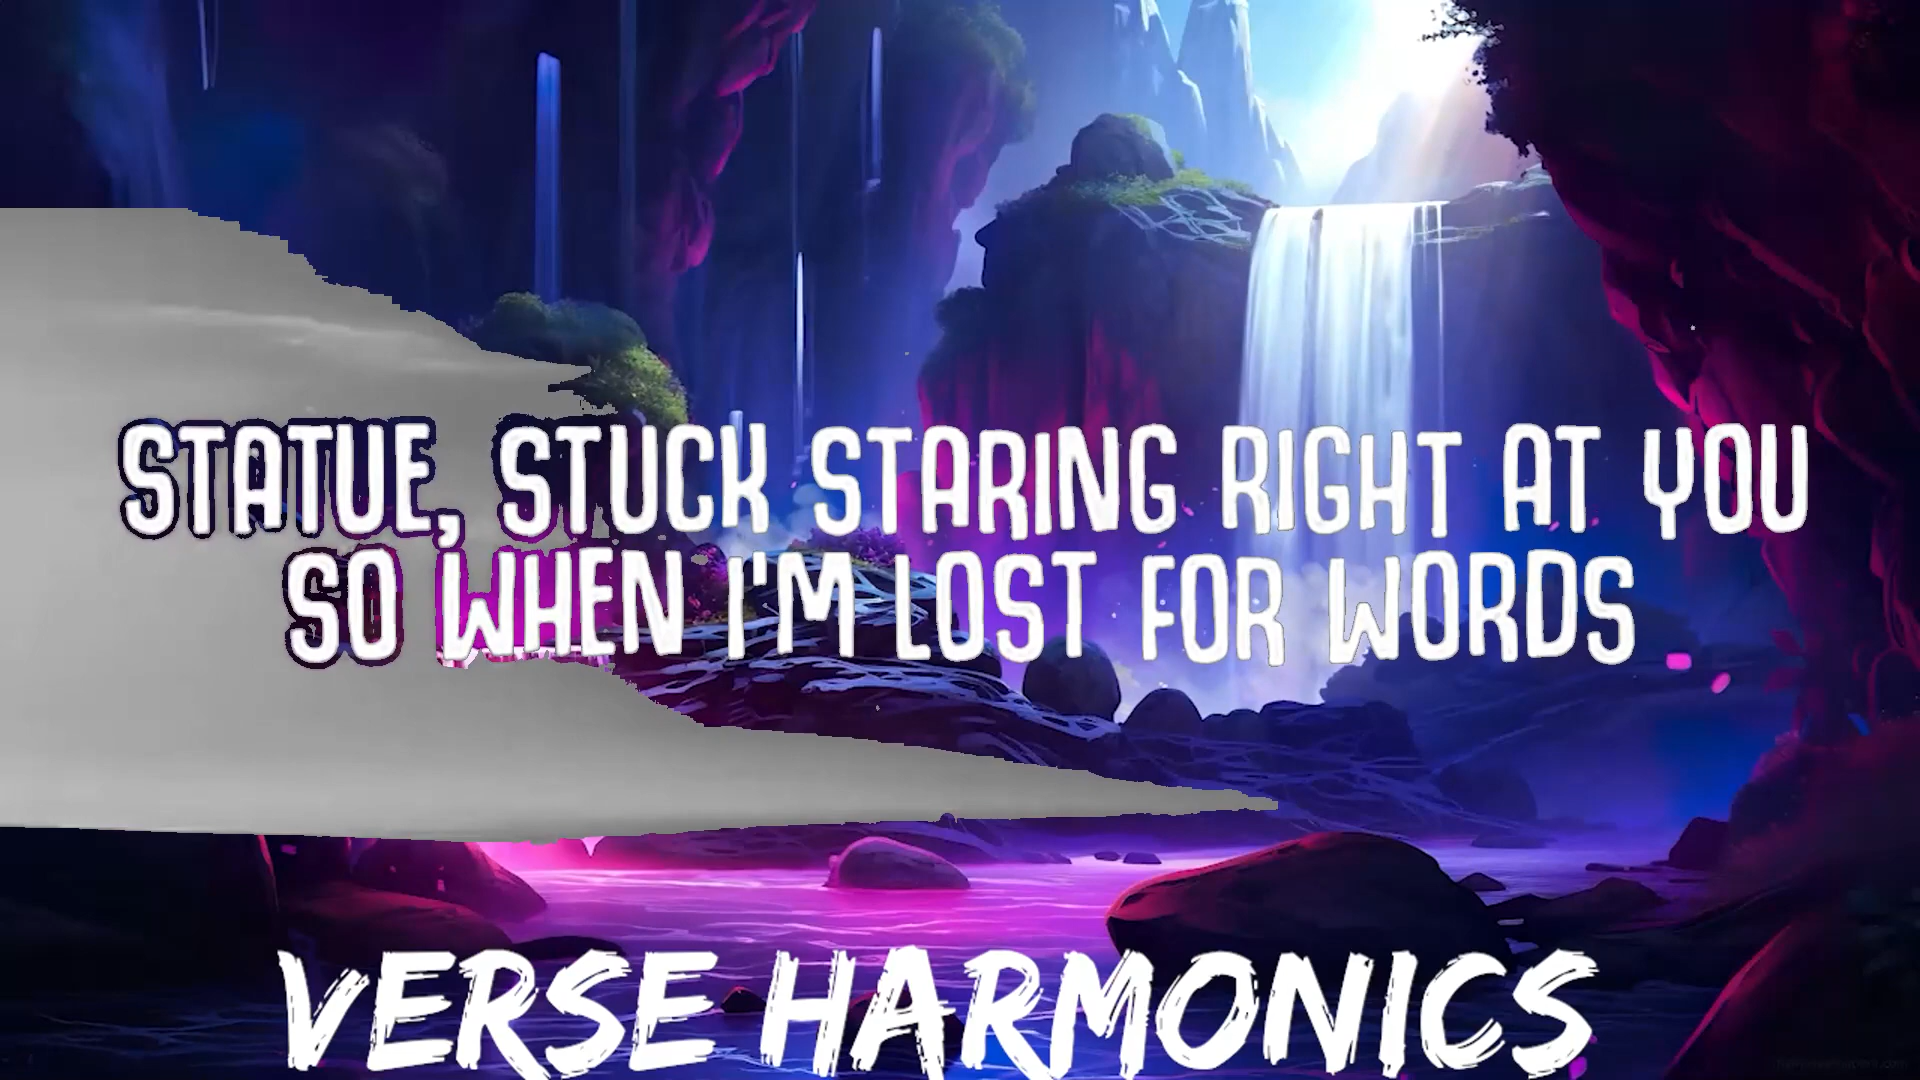 STATUE, STUCK STARING RIGHT AT YOU
SO WHEN I'M LOST FOR WORDS
VERSE HARMONICS